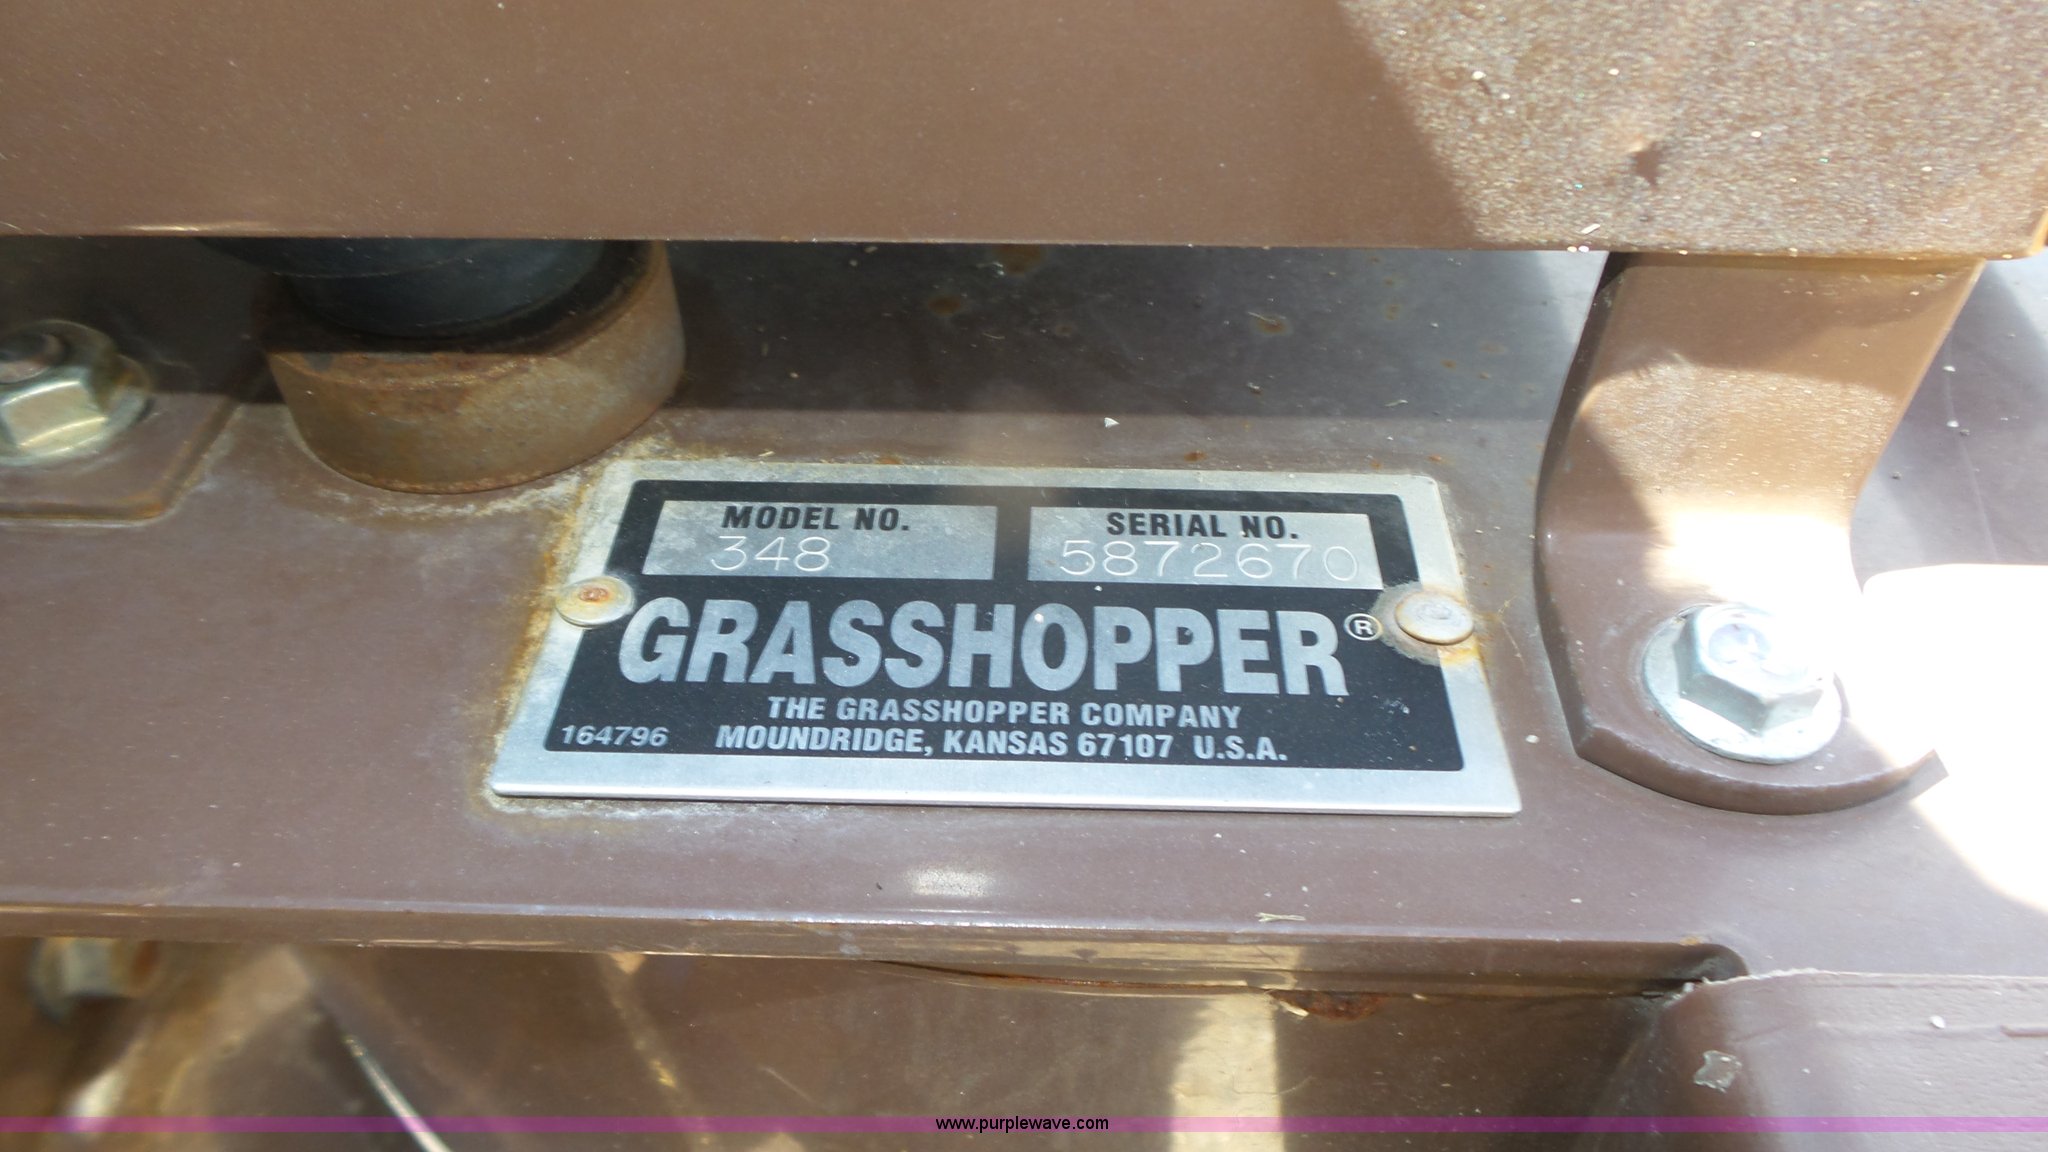 MODEL NO.
348
SERIAL NO.
5872670
GRASSHOPPER®
THE GRASSHOPPER COMPANY
164796 MOUNDRIDGE, KANSAS 67107 U.S.A.
www.purplewave.com